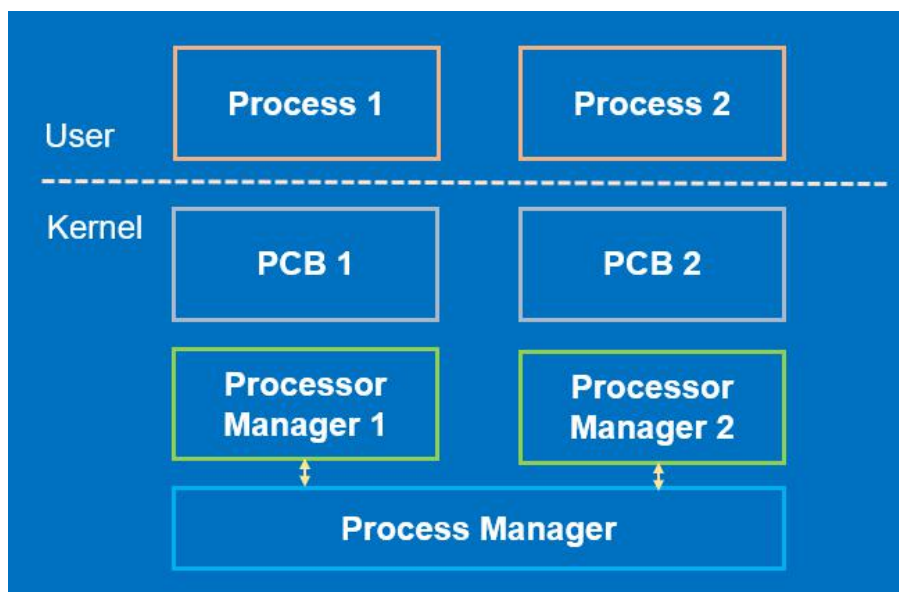 Process 1
Process 2
User
Kernel
PCB 1
PCB 2
Processor
Manager 1
Processor
Manager 2
Process Manager